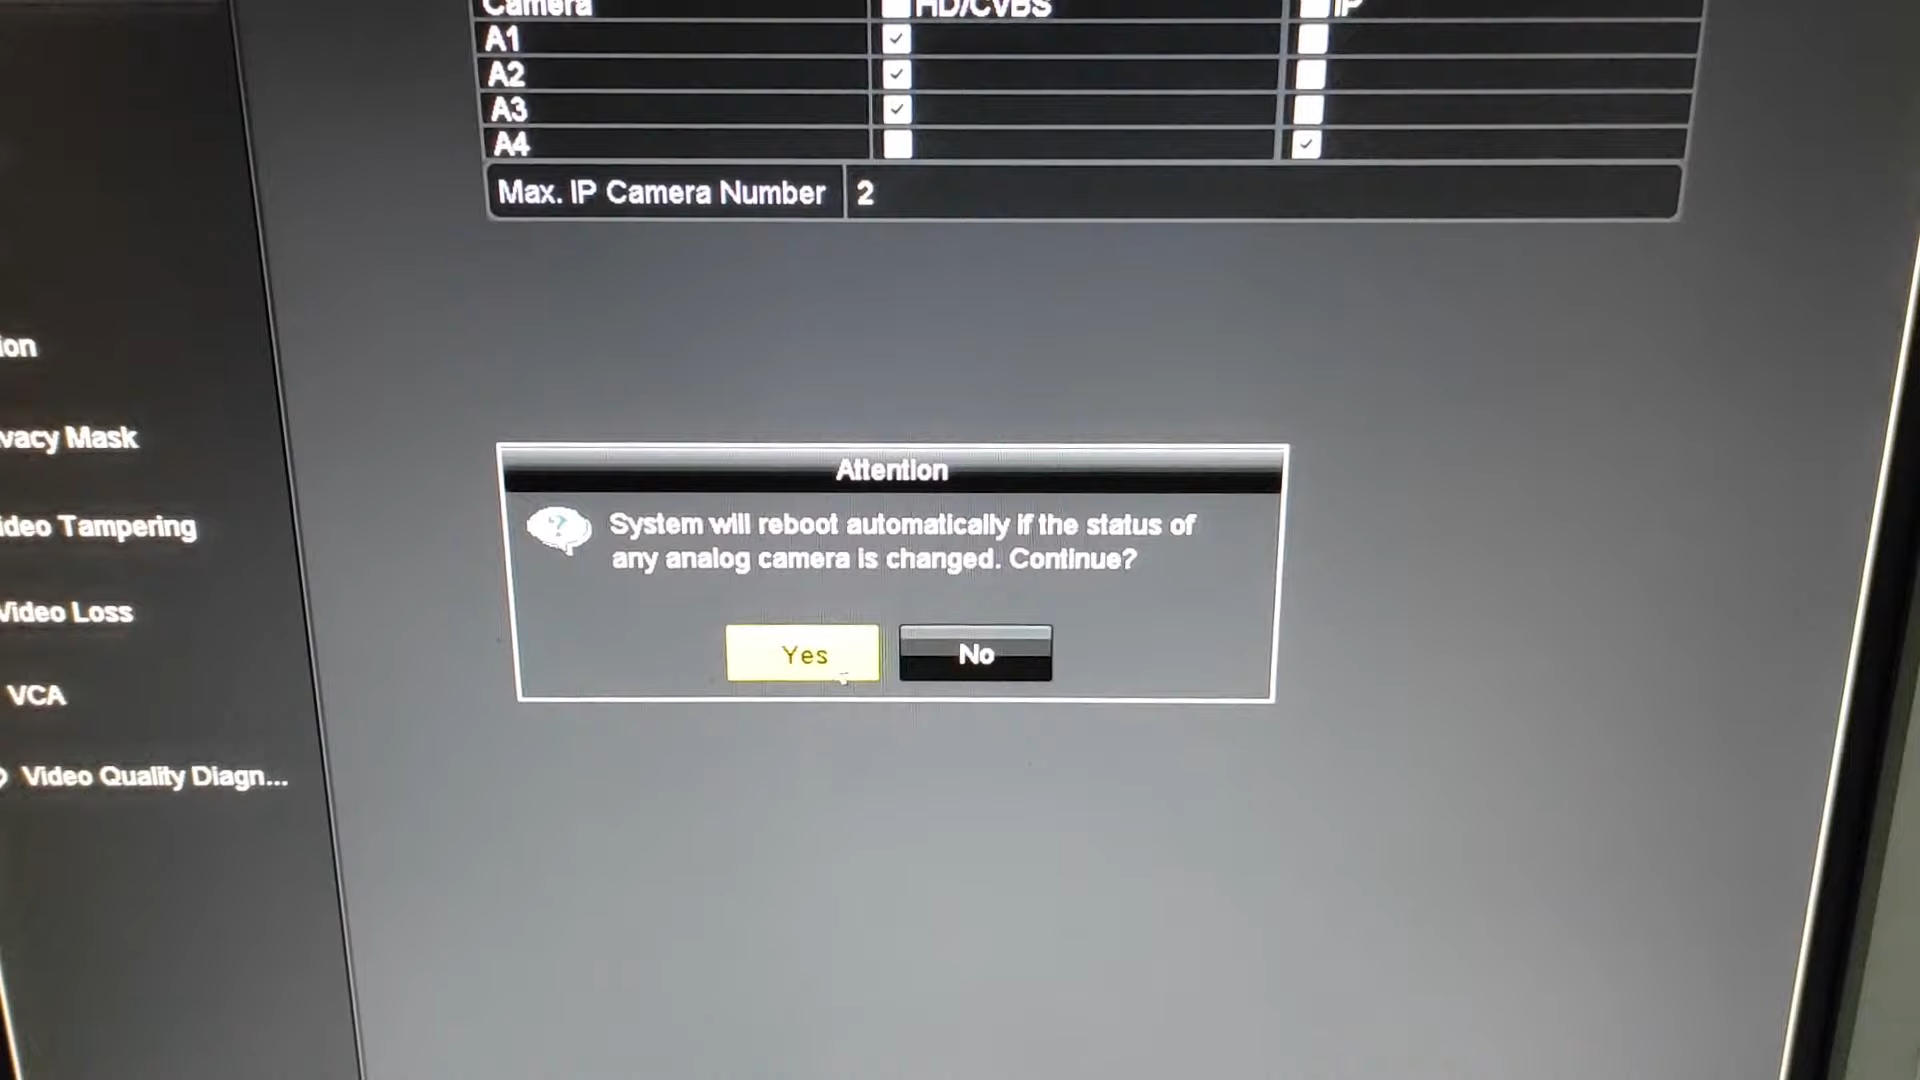 Camera HD/CVBS IP
A1
A2
A3
A4
Max. IP Camera Number 2
ion
vacy Mask
ideo Tampering
Video Loss
VCA
Video Quality Diagn...
Attention
System will reboot automatically if the status of
any analog camera is changed. Continue?
Yes No